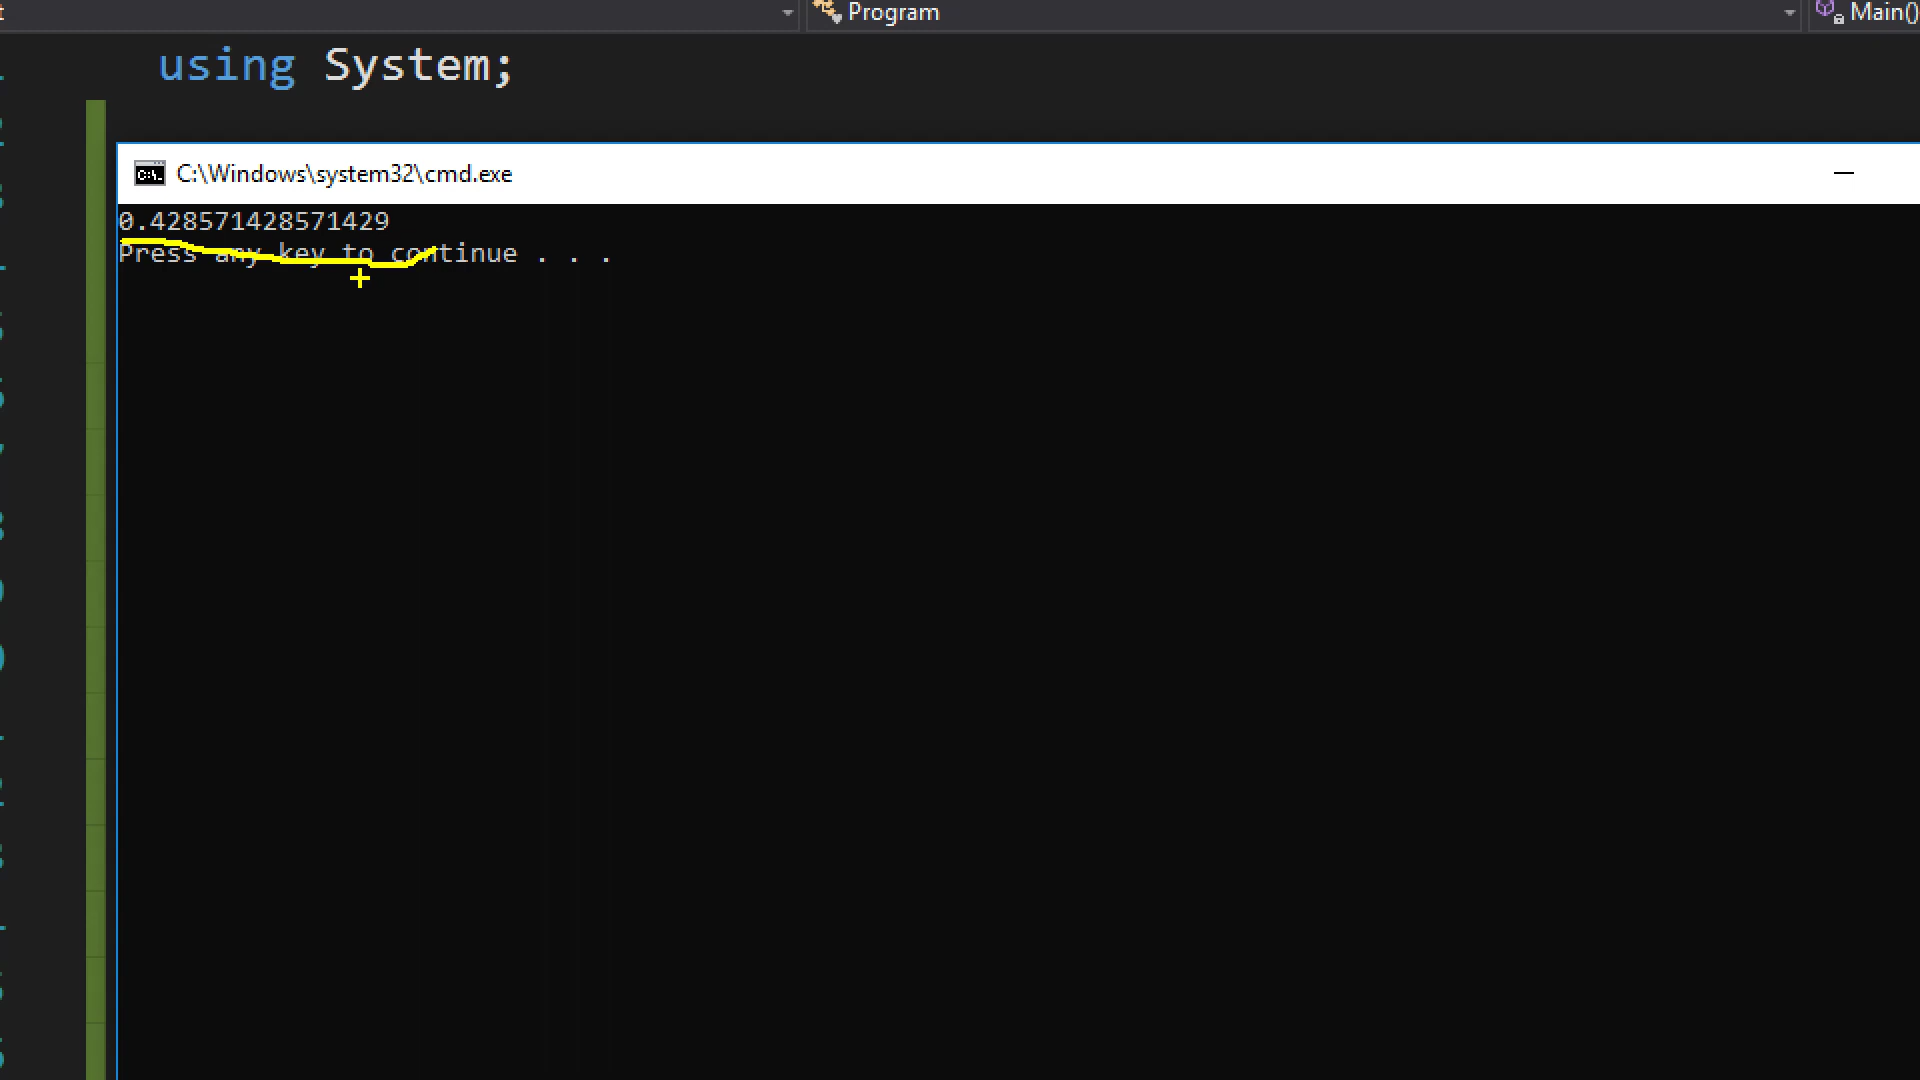 Program
Main()
using System;
C:\Windows\system32\cmd.exe
0.428571428571429
Press any key to continue . . .